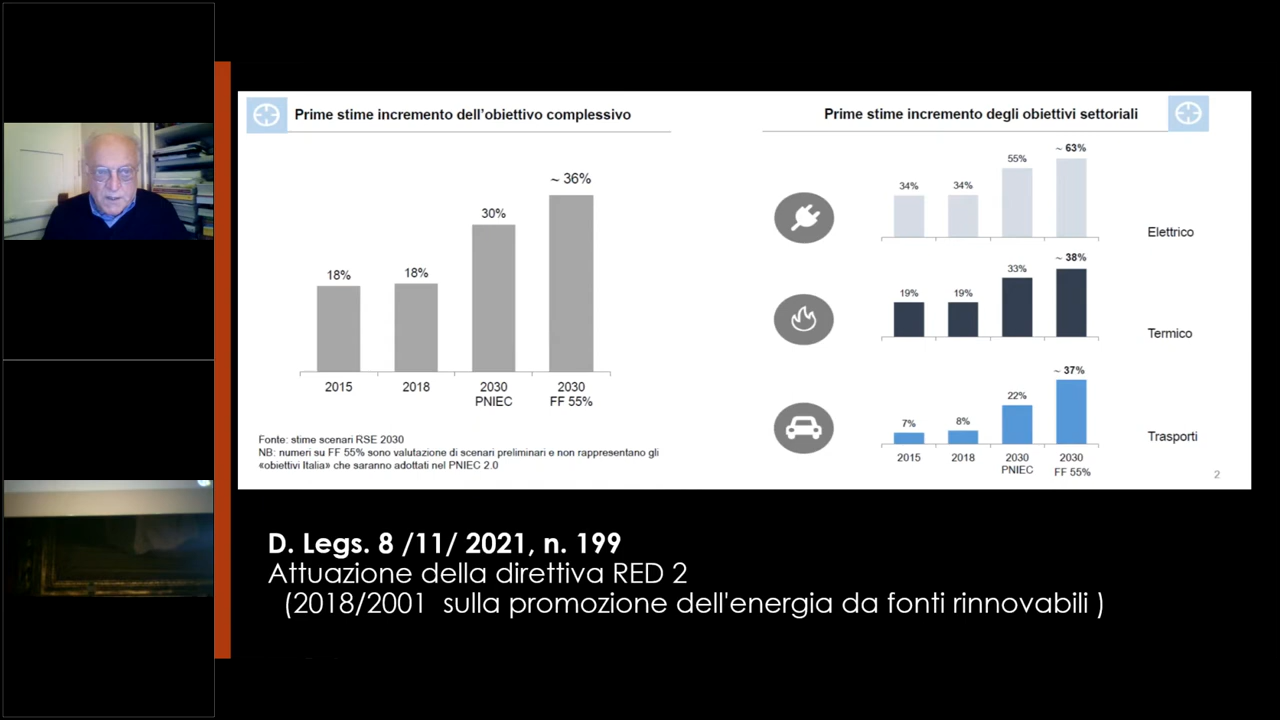 Prime stime incremento dell'obiettivo complessivo
~ 36%
30%
18%
18%
2015
2018
2030
PNIEC
2030
FF 55%
Fonte: stime scenari RSE 2030
NB: numeri su FF 55% sono valutazione di scenari preliminari e non rappresentano gli
«obiettivi Italia» che saranno adottati nel PNIEC 2.0
Prime stime incremento degli obiettivi settoriali
34%
34%
55%
~ 63%
Elettrico
19%
19%
33%
~ 38%
Termico
7%
8%
22%
~ 37%
Trasporti
2015
2018
2030
PNIEC
2030
FF 55%
2
D. Legs. 8 /11/ 2021, n. 199
Attuazione della direttiva RED 2
(2018/2001 sulla promozione dell'energia da fonti rinnovabili )